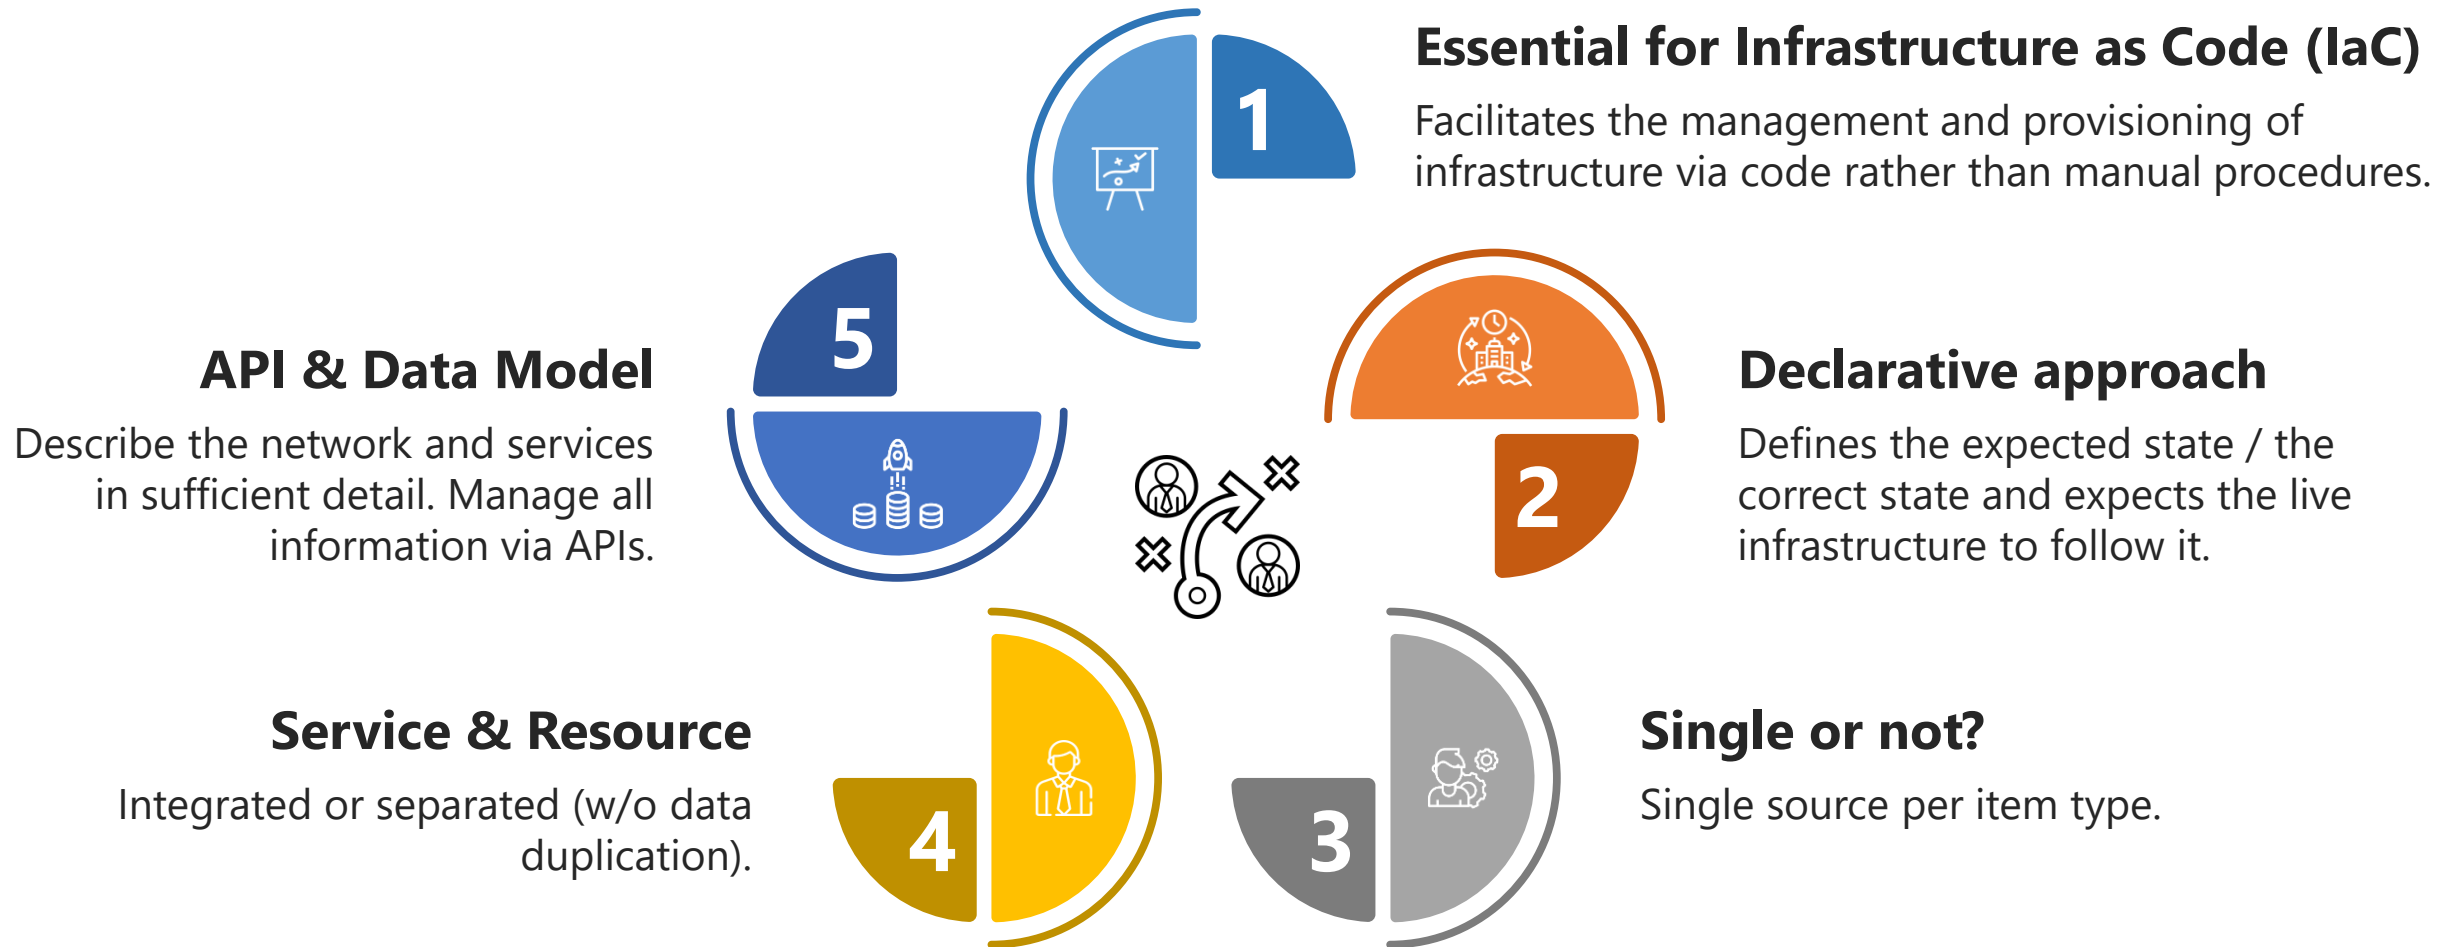 1
Essential for Infrastructure as Code (IaC)
Facilitates the management and provisioning of
infrastructure via code rather than manual procedures.
2
Declarative approach
Defines the expected state / the
correct state and expects the live
infrastructure to follow it.
3
Single or not?
Single source per item type.
4
Service & Resource
Integrated or separated (w/o data
duplication).
5
API & Data Model
Describe the network and services
in sufficient detail. Manage all
information via APIs.